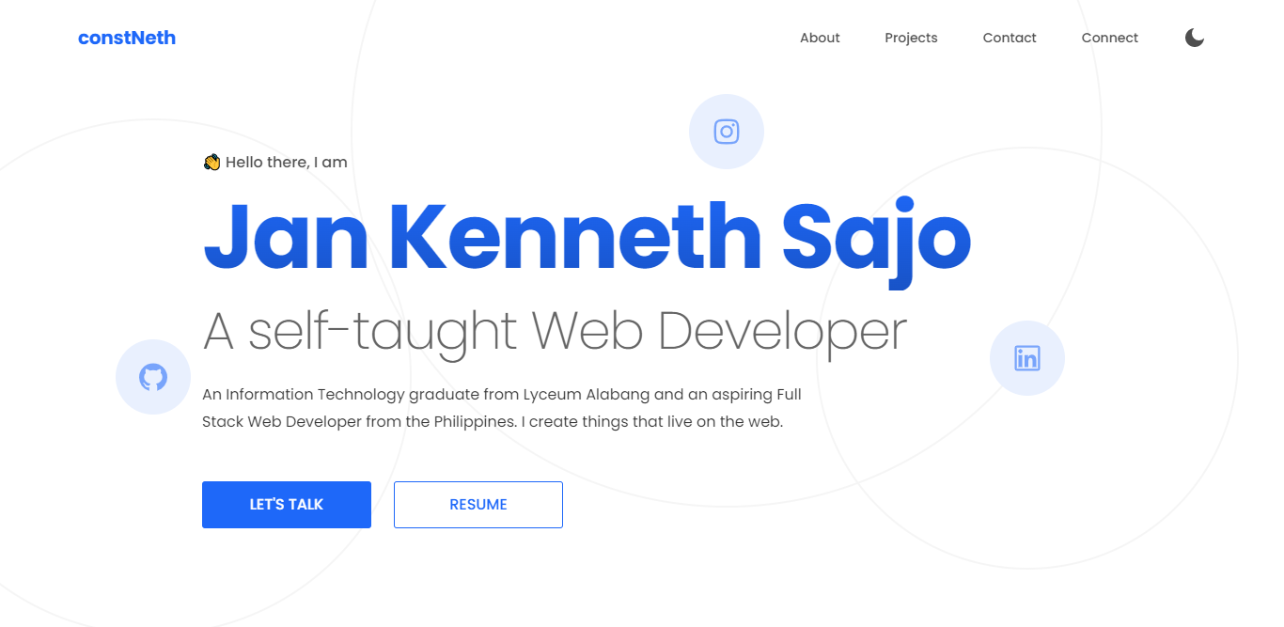 constNeth
About
Projects
Contact
Connect
👋 Hello there, I am
Jan Kenneth Sajo
A self-taught Web Developer
An Information Technology graduate from Lyceum Alabang and an aspiring Full
Stack Web Developer from the Philippines. I create things that live on the web.
LET'S TALK
RESUME